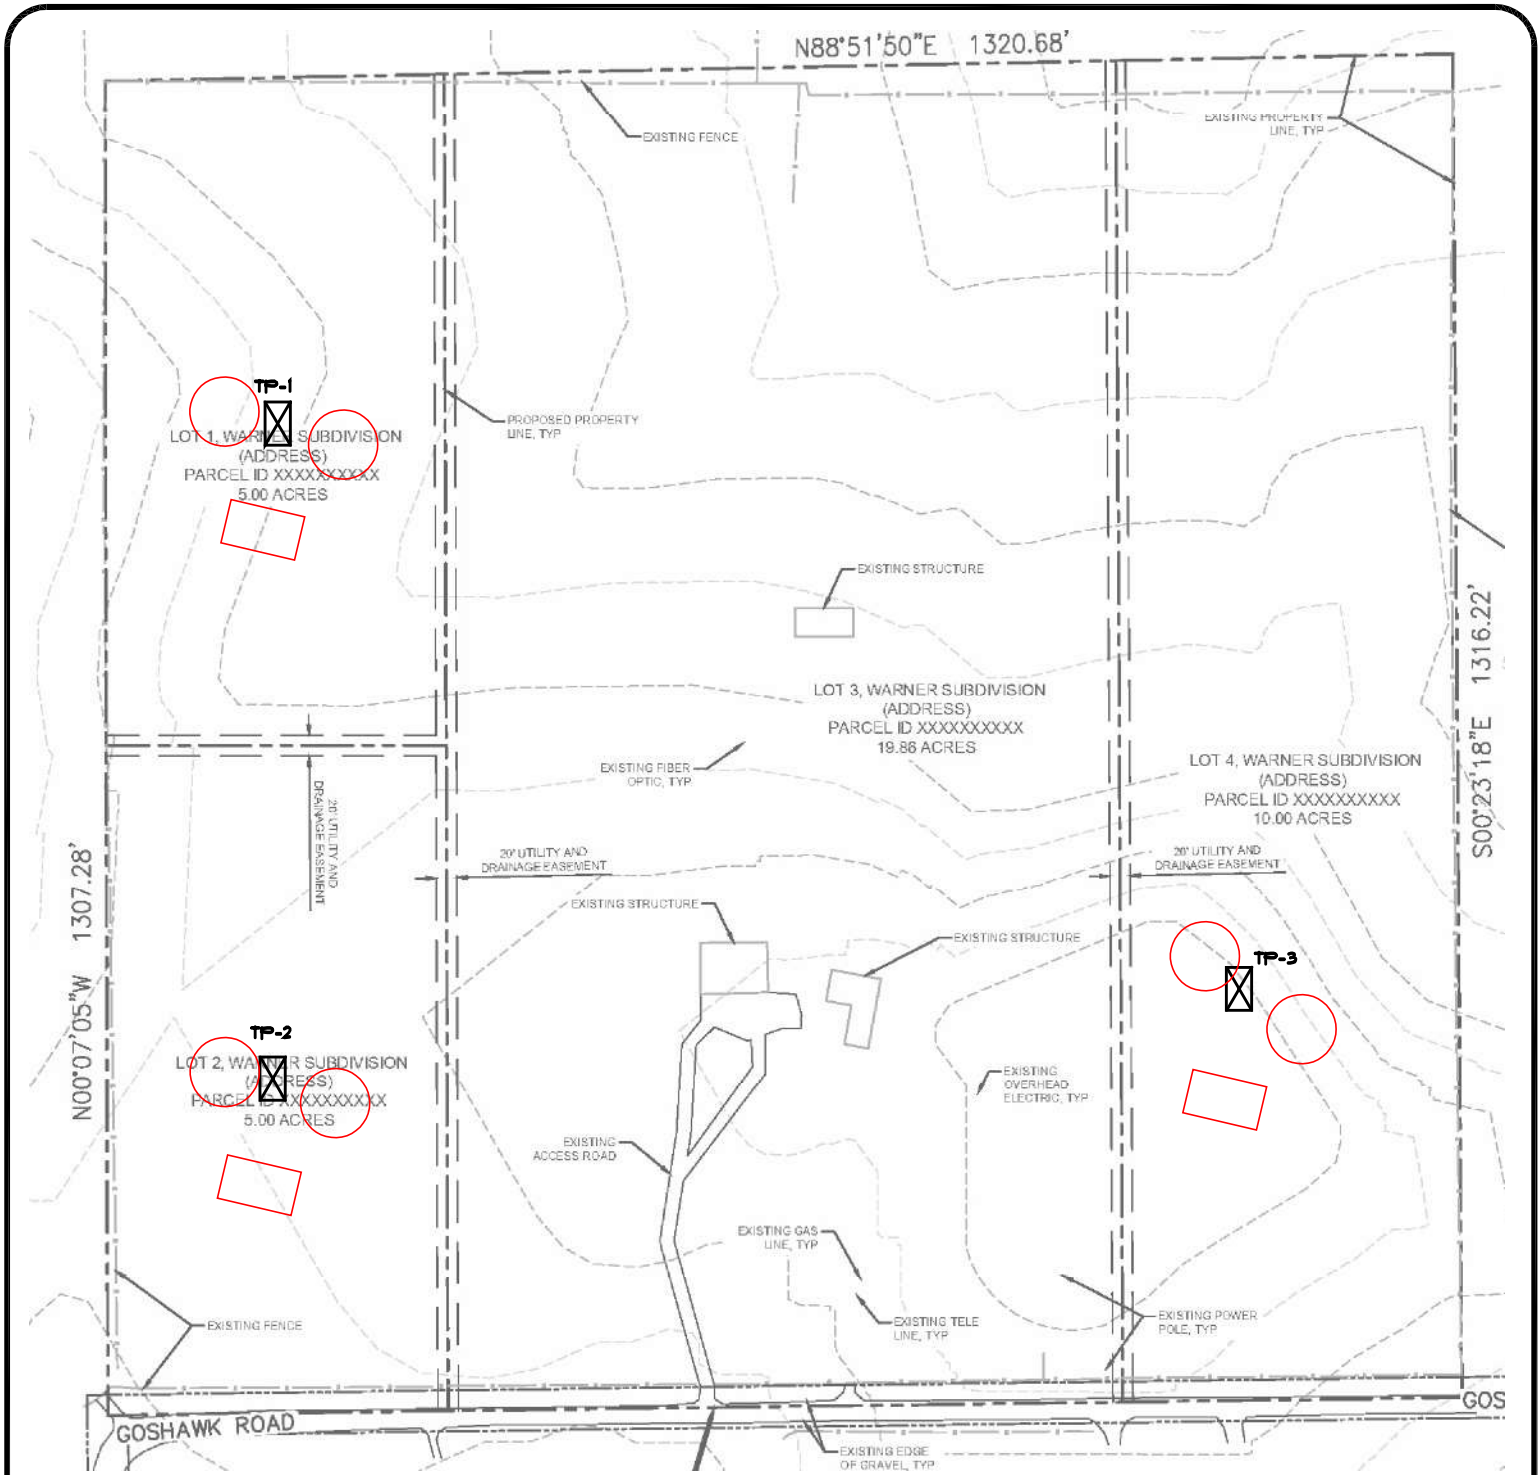 N88°51'50"E 1320.68'
EXISTING FENCE
EXISTING PROPERTY
LINE, TYP
TP-1
LOT 1, WARNER SUBDIVISION
(ADDRESS)
PARCEL ID XXXXXXXXXX
5.00 ACRES
PROPOSED PROPERTY
LINE, TYP
EXISTING STRUCTURE
S00°23'18"E 1316.22'
LOT 3, WARNER SUBDIVISION
(ADDRESS)
PARCEL ID XXXXXXXXXX
19.86 ACRES
EXISTING FIBER
OPTIC, TYP
LOT 4, WARNER SUBDIVISION
(ADDRESS)
PARCEL ID XXXXXXXXXX
10.00 ACRES
20' UTILITY AND
DRAINAGE EASEMENT
20' UTILITY AND
DRAINAGE EASEMENT
20' UTILITY AND
DRAINAGE EASEMENT
N00°07'05"W 1307.28'
EXISTING STRUCTURE
EXISTING STRUCTURE
TP-3
TP-2
LOT 2, WARNER SUBDIVISION
(ADDRESS)
PARCEL ID XXXXXXXXXX
5.00 ACRES
EXISTING
OVERHEAD
ELECTRIC, TYP
EXISTING
ACCESS ROAD
EXISTING GAS
LINE, TYP
EXISTING TELE
LINE, TYP
EXISTING POWER
POLE, TYP
EXISTING FENCE
GOSHAWK ROAD
GOS
EXISTING EDGE
OF GRAVEL, TYP